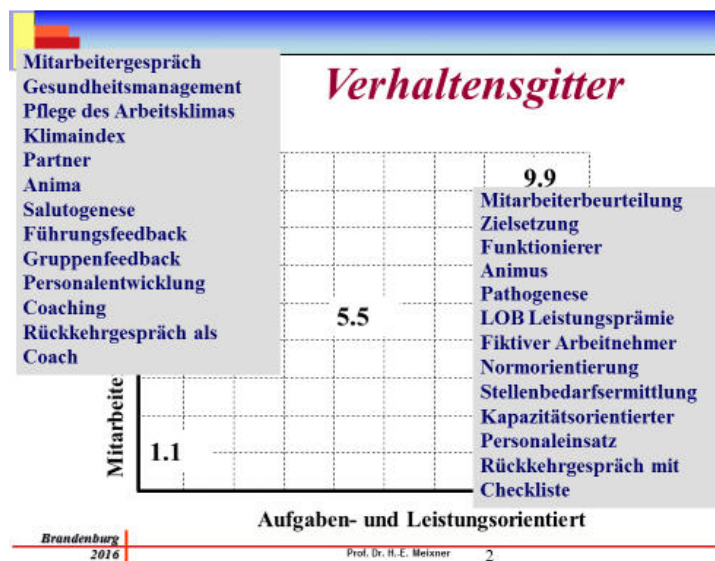 Verhaltensgitter
Mitarbeitergespräch
Gesundheitsmanagement
Pflege des Arbeitsklimas
Klimaindex
Partner
Anima
Salutogenese
Führungsfeedback
Gruppenfeedback
Personalentwicklung
Coaching
Rückkehrgespräch als
Coach
9.9
Mitarbeiterbeurteilung
Zielsetzung
Funktionierer
Animus
Pathogenese
LOB Leistungsprämie
Fiktiver Arbeitnehmer
Normorientierung
Stellenbedarfsermittlung
Kapazitätsorientierter
Personaleinsatz
Rückkehrgespräch mit
Checkliste
5.5
1.1
Mitarbeite
Aufgaben- und Leistungsorientiert
Brandenburg
2016
Prof. Dr. H.-E. Meixner
2